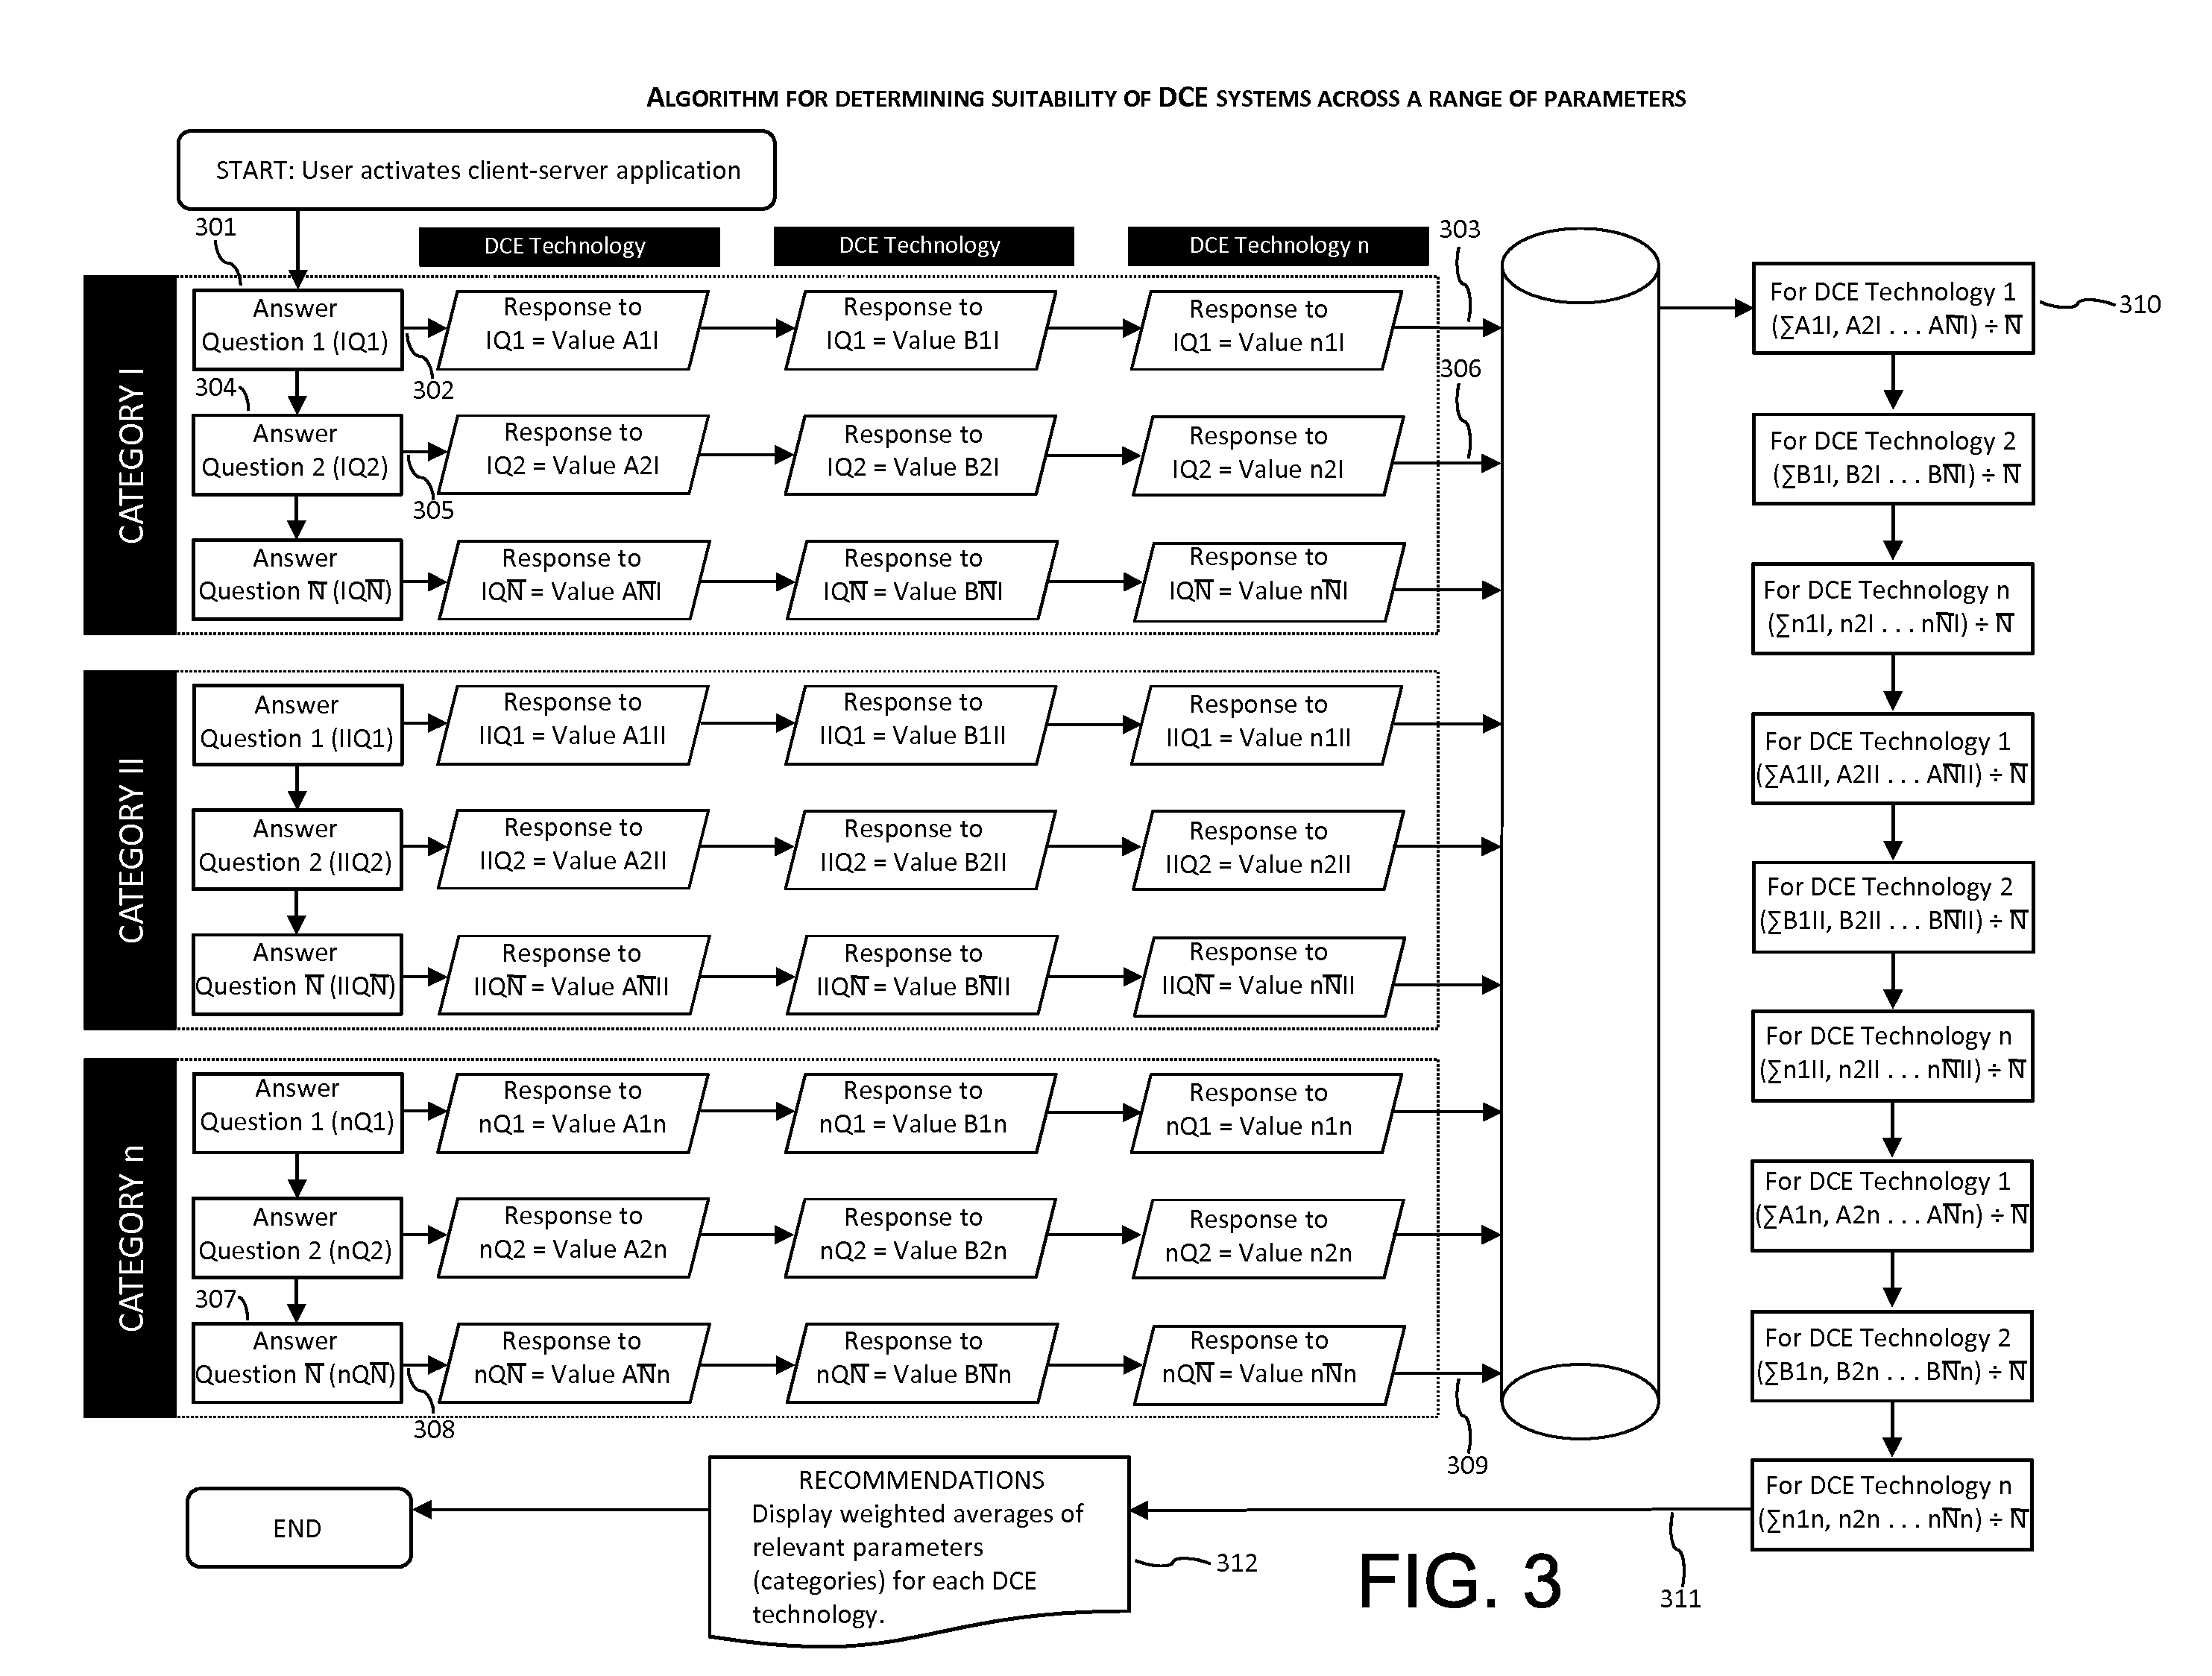 ALGORITHM FOR DETERMINING SUITABILITY OF DCE SYSTEMS ACROSS A RANGE OF PARAMETERS
START: User activates client-server application
301
DCE Technology
DCE Technology
DCE Technology n
303
CATEGORY I
Answer
Question 1 (IQ1)
302
Response to
IQ1 = Value A1I
Response to
IQ1 = Value B1I
Response to
IQ1 = Value n1I
304
306
Answer
Question 2 (IQ2)
305
Response to
IQ2 = Value A2I
Response to
IQ2 = Value B2I
Response to
IQ2 = Value n2I
Answer
Question N̅ (IQN̅)
Response to
IQN̅ = Value AN̅I
Response to
IQN̅ = Value BN̅I
Response to
IQN̅ = Value nN̅I
CATEGORY II
Answer
Question 1 (IIQ1)
Response to
IIQ1 = Value A1II
Response to
IIQ1 = Value B1II
Response to
IIQ1 = Value n1II
Answer
Question 2 (IIQ2)
Response to
IIQ2 = Value A2II
Response to
IIQ2 = Value B2II
Response to
IIQ2 = Value n2II
Answer
Question N̅ (IIQN̅)
Response to
IIQN̅ = Value AN̅II
Response to
IIQN̅ = Value BN̅II
Response to
IIQN̅ = Value nN̅II
CATEGORY n
Answer
Question 1 (nQ1)
Response to
nQ1 = Value A1n
Response to
nQ1 = Value B1n
Response to
nQ1 = Value n1n
Answer
Question 2 (nQ2)
Response to
nQ2 = Value A2n
Response to
nQ2 = Value B2n
Response to
nQ2 = Value n2n
307
Answer
Question N̅ (nQN̅)
308
Response to
nQN̅ = Value AN̅n
Response to
nQN̅ = Value BN̅n
Response to
nQN̅ = Value nN̅n
309
For DCE Technology 1
(∑A1I, A2I . . . AN̅I) ÷ N̅
310
For DCE Technology 2
(∑B1I, B2I . . . BN̅I) ÷ N̅
For DCE Technology n
(∑n1I, n2I . . . nN̅I) ÷ N̅
For DCE Technology 1
(∑A1II, A2II . . . AN̅II) ÷ N̅
For DCE Technology 2
(∑B1II, B2II . . . BN̅II) ÷ N̅
For DCE Technology n
(∑n1II, n2II . . . nN̅II) ÷ N̅
For DCE Technology 1
(∑A1n, A2n . . . AN̅n) ÷ N̅
For DCE Technology 2
(∑B1n, B2n . . . BN̅n) ÷ N̅
For DCE Technology n
(∑n1n, n2n . . . nN̅n) ÷ N̅
311
RECOMMENDATIONS
Display weighted averages of
relevant parameters
(categories) for each DCE
technology.
312
END
FIG. 3